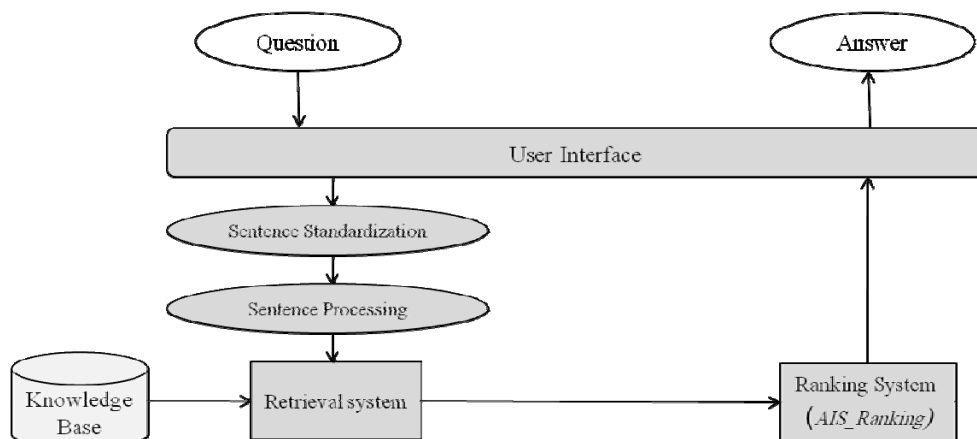 Question
Answer
User Interface
Sentence Standardization
Sentence Processing
Knowledge
Base
Retrieval system
Ranking System
(AIS_Ranking)